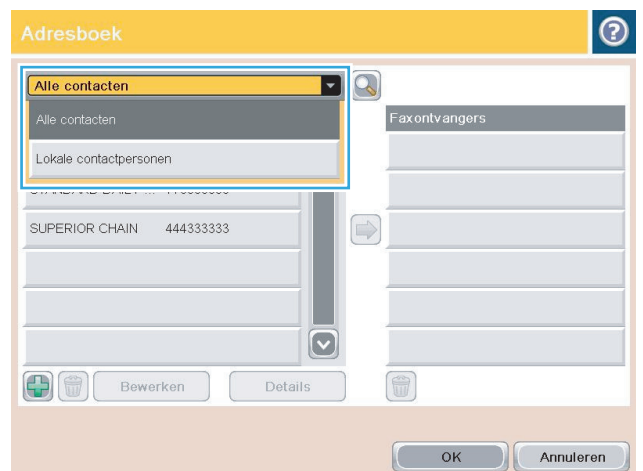 Adresboek
Alle contacten
Alle contacten
Lokale contactpersonen
Faxontvangers
SUPERIOR CHAIN 444333333
Bewerken
Details
OK
Annuleren